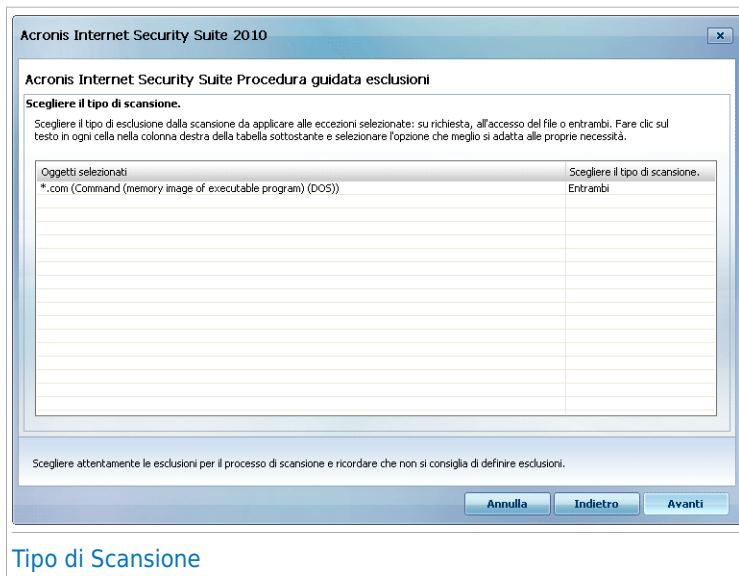 Acronis Internet Security Suite 2010
Acronis Internet Security Suite Procedura guidata esclusioni
Scegliere il tipo di scansione.
Scegliere il tipo di esclusione dalla scansione da applicare alle eccezioni selezionate: su richiesta, all'accesso del file o entrambi. Fare clic sul
testo in ogni cella nella colonna destra della tabella sottostante e selezionare l'opzione che meglio si adatta alle proprie necessità.
Oggetti selezionati Scegliere il tipo di scansione.
*.com (Command (memory image of executable program) (DOS)) Entrambi
Scegliere attentamente le esclusioni per il processo di scansione e ricordare che non si consiglia di definire esclusioni.
Annulla Indietro Avanti
Tipo di Scansione